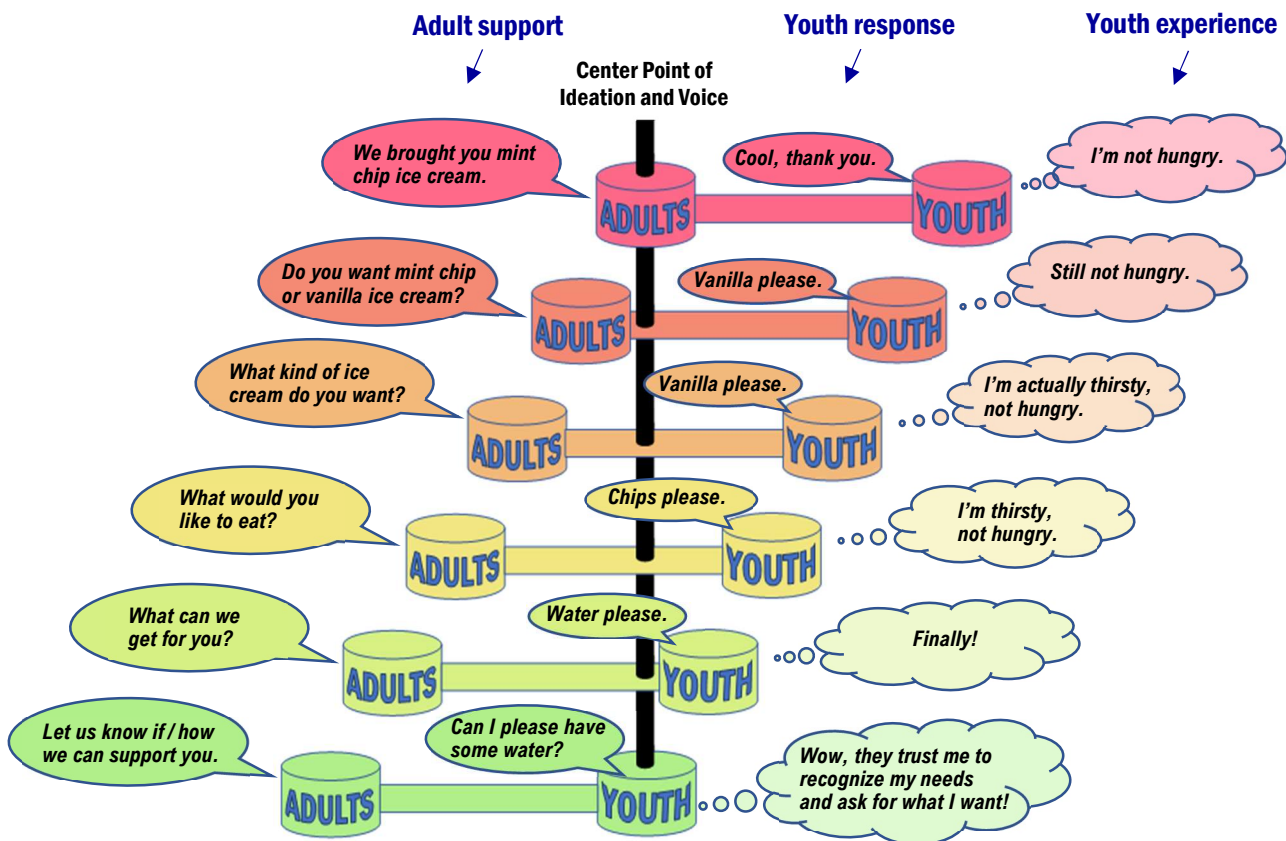 Adult support
Youth response
Youth experience
Center Point of
Ideation and Voice
We brought you mint
chip ice cream.
Cool, thank you.
I'm not hungry.
ADULTS
YOUTH
Do you want mint chip
or vanilla ice cream?
Vanilla please.
Still not hungry.
ADULTS
YOUTH
What kind of ice
cream do you want?
Vanilla please.
I'm actually thirsty,
not hungry.
ADULTS
YOUTH
What would you
like to eat?
Chips please.
I'm thirsty,
not hungry.
ADULTS
YOUTH
What can we
get for you?
Water please.
Finally!
ADULTS
YOUTH
Let us know if / how
we can support you.
Can I please have
some water?
Wow, they trust me to
recognize my needs
and ask for what I want!
ADULTS
YOUTH